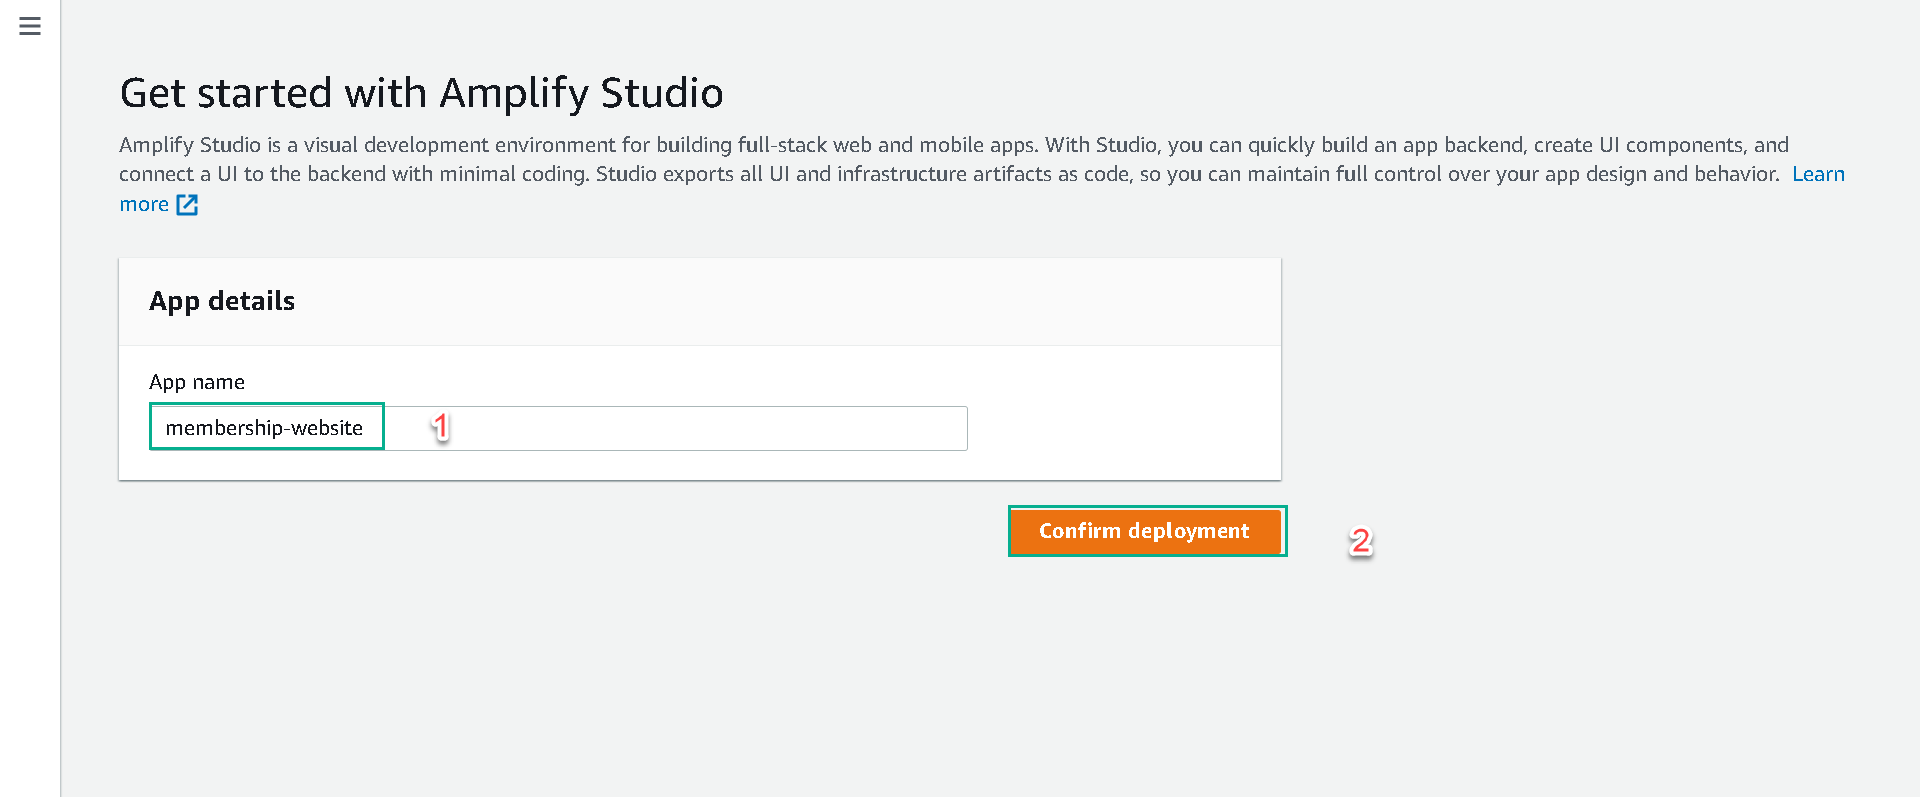 Get started with Amplify Studio
Amplify Studio is a visual development environment for building full-stack web and mobile apps. With Studio, you can quickly build an app backend, create UI components, and
connect a UI to the backend with minimal coding. Studio exports all UI and infrastructure artifacts as code, so you can maintain full control over your app design and behavior. Learn
more
App details
App name
membership-website 1
Confirm deployment 2